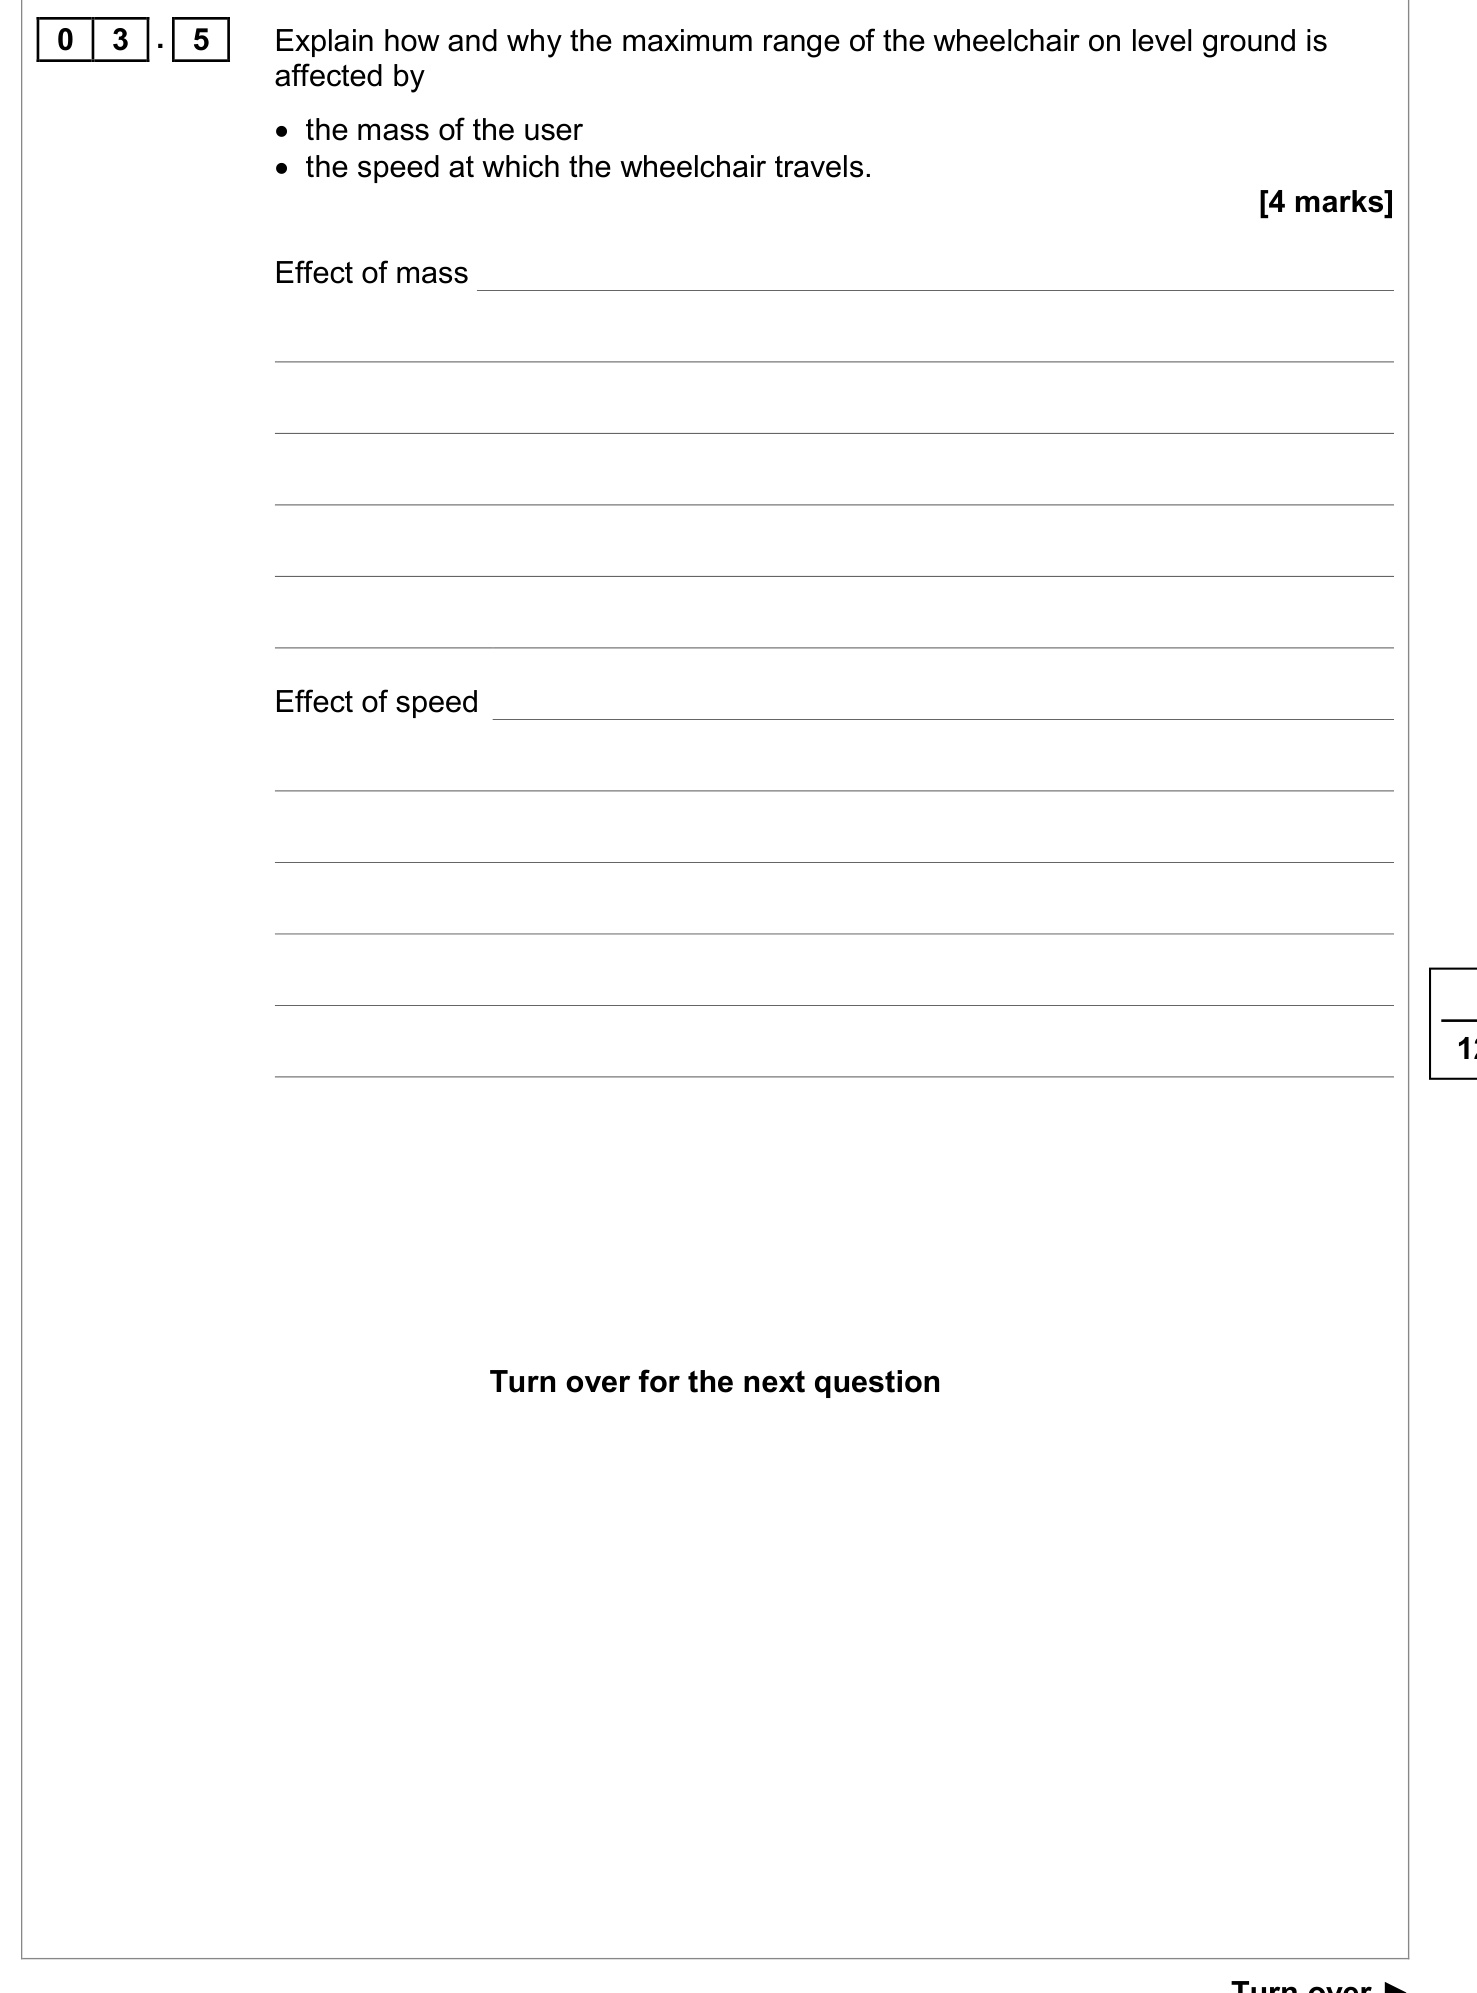 0 3 . 5 Explain how and why the maximum range of the wheelchair on level ground is
affected by
• the mass of the user
• the speed at which the wheelchair travels.
[4 marks]
Effect of mass
Effect of speed
Turn over for the next question
Turn over ►